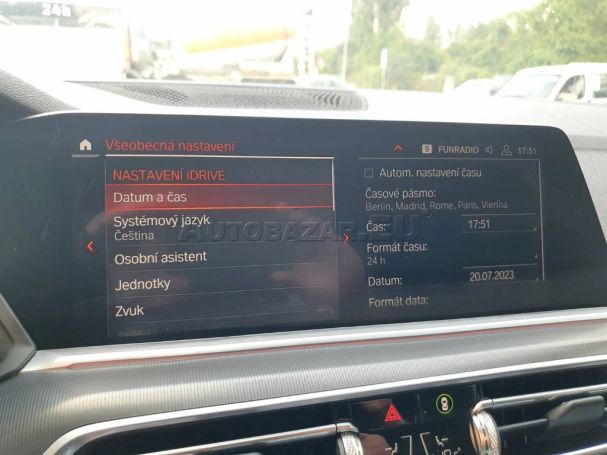 24h
Všeobecná nastavení
S FUNRADIO 17:51
NASTAVENÍ iDRIVE
Datum a čas
Systémový jazyk
Čeština
Osobní asistent
Jednotky
Zvuk
Autom. nastavení času
Časové pásmo:
Berlin, Madrid, Rome, Paris, Vienna
Čas: 17:51
Formát času:
24 h
Datum: 20.07.2023
Formát data:
AUTOBAZAR.EU